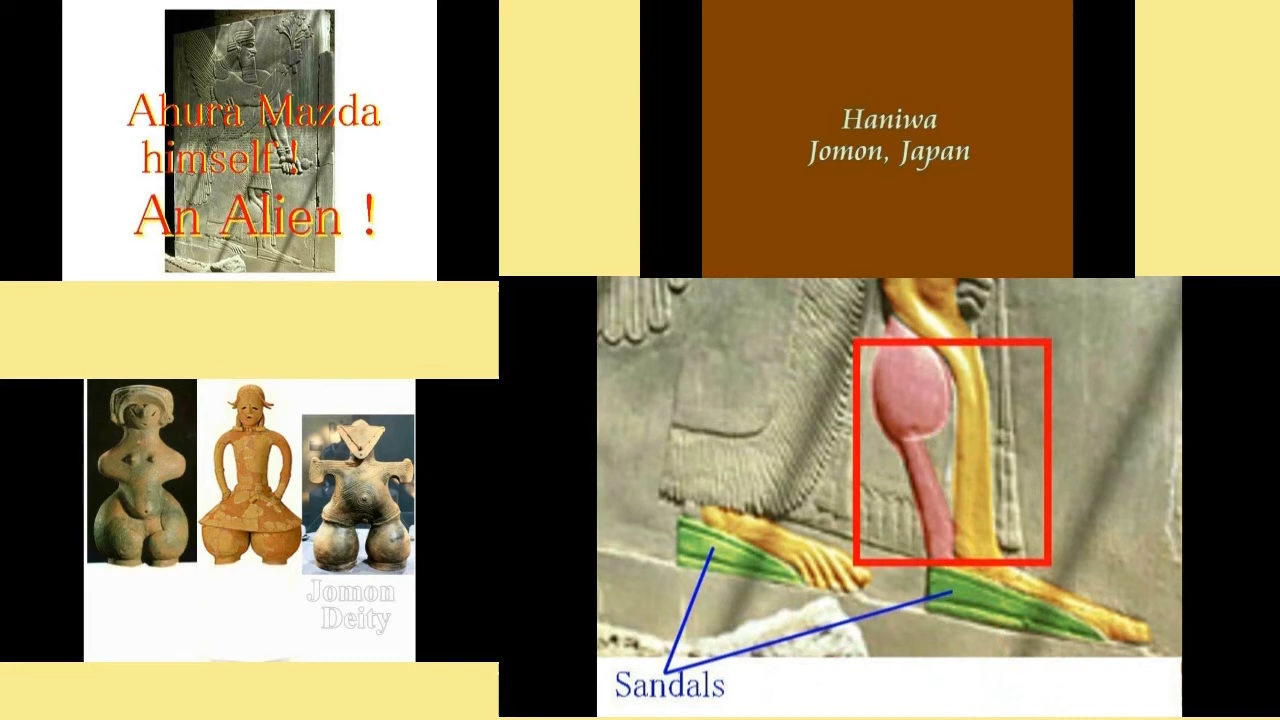 Ahura Mazda
himself !
An Alien !
Haniwa
Jomon, Japan
Jomon
Deity
Sandals